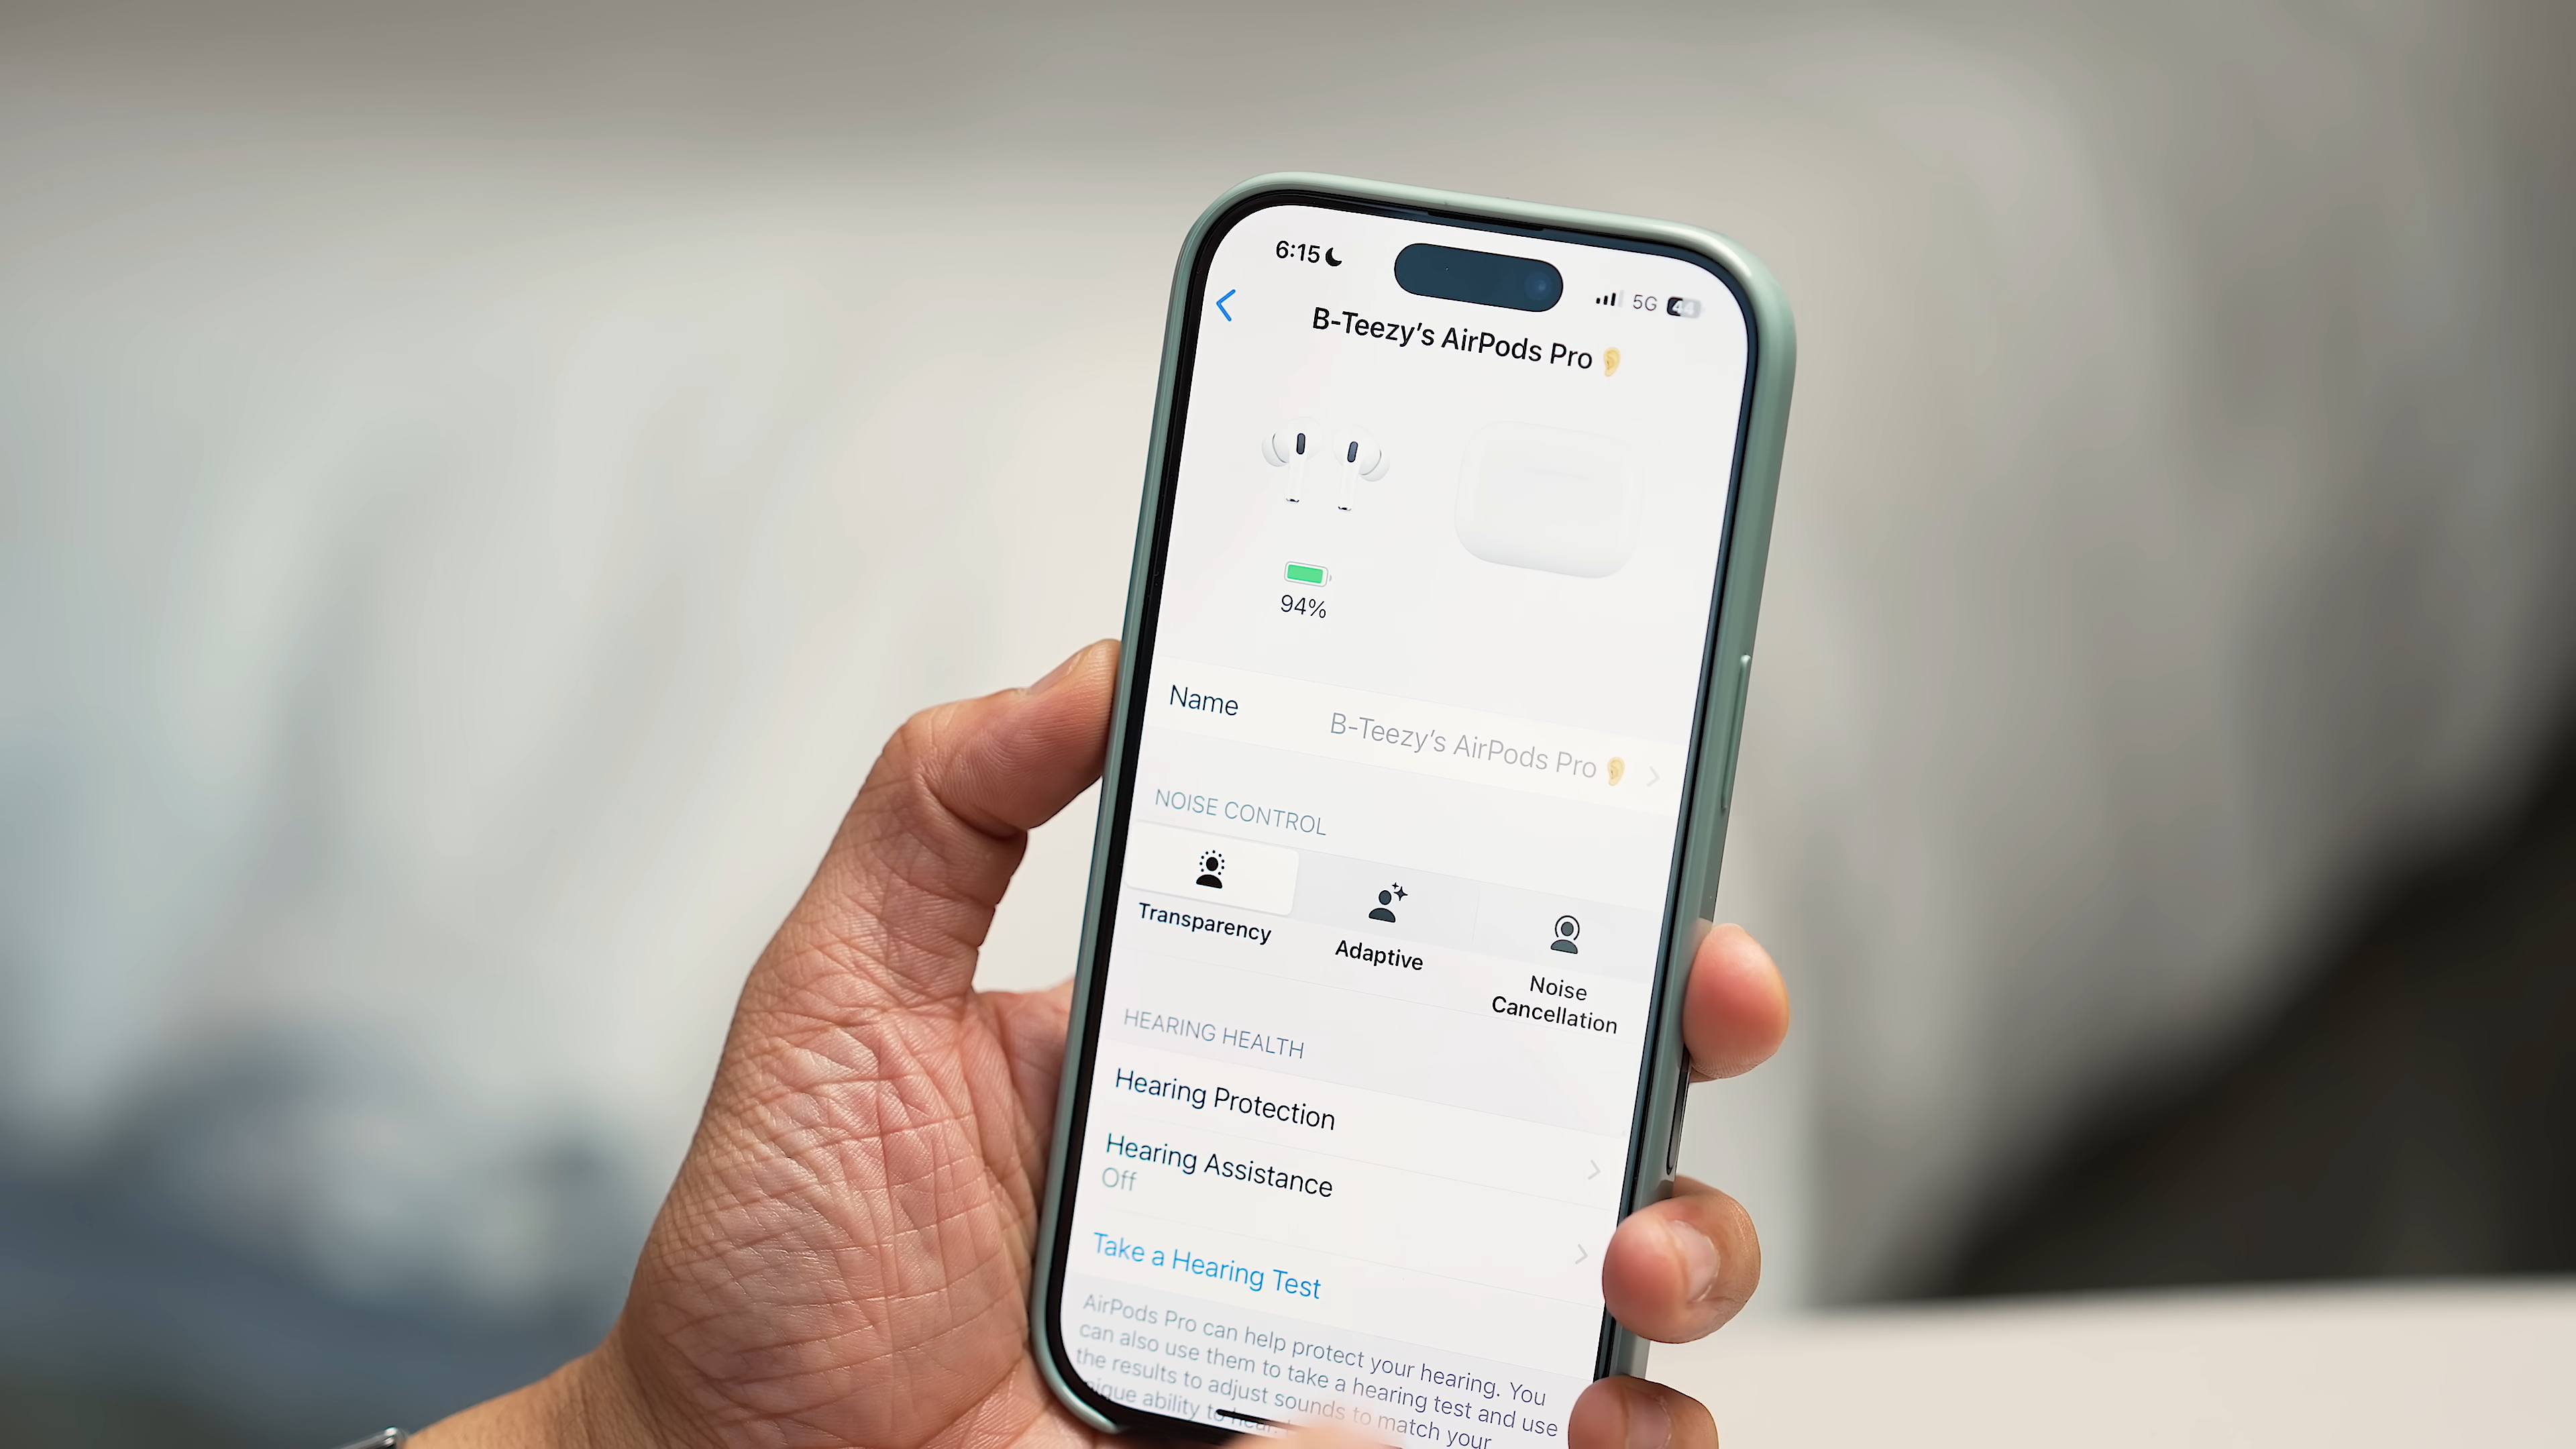 6:15
5G
44
B-Teezy's AirPods Pro 👂
94%
Name
B-Teezy's AirPods Pro 👂
NOISE CONTROL
Transparency
Adaptive
Noise
Cancellation
HEARING HEALTH
Hearing Protection
Hearing Assistance
Off
Take a Hearing Test
AirPods Pro can help protect your hearing. You
can also use them to take a hearing test and use
the results to adjust sounds to match your
ability to hear.